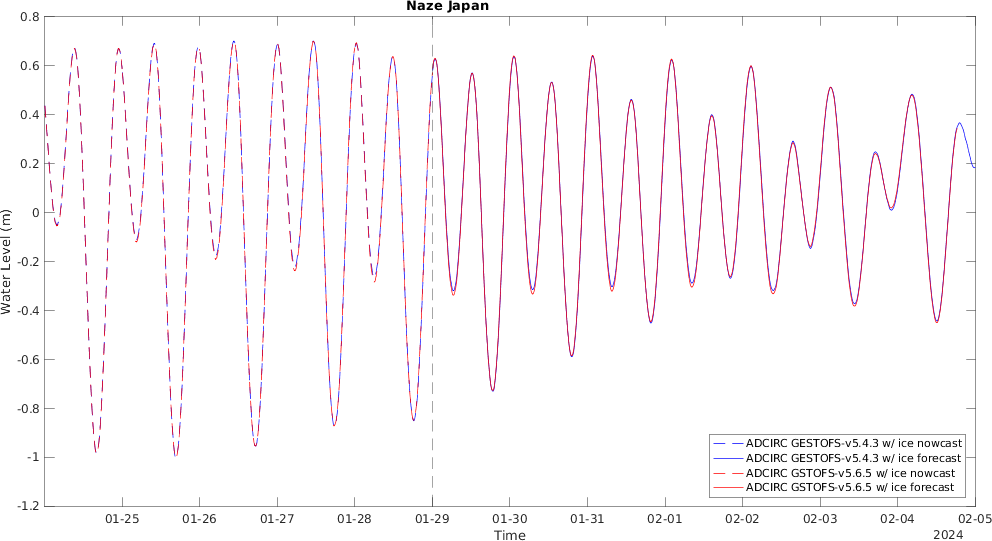 Naze Japan
0.8
0.6
0.4
0.2
0
-0.2
-0.4
-0.6
-0.8
-1
-1.2
Water Level (m)
ADCIRC GESTOFS-v5.4.3 w/ ice nowcast
ADCIRC GESTOFS-v5.4.3 w/ ice forecast
ADCIRC GSTOFS-v5.6.5 w/ ice nowcast
ADCIRC GSTOFS-v5.6.5 w/ ice forecast
01-25 01-26 01-27 01-28 01-29 01-30 01-31 02-01 02-02 02-03 02-04 02-05
Time
2024